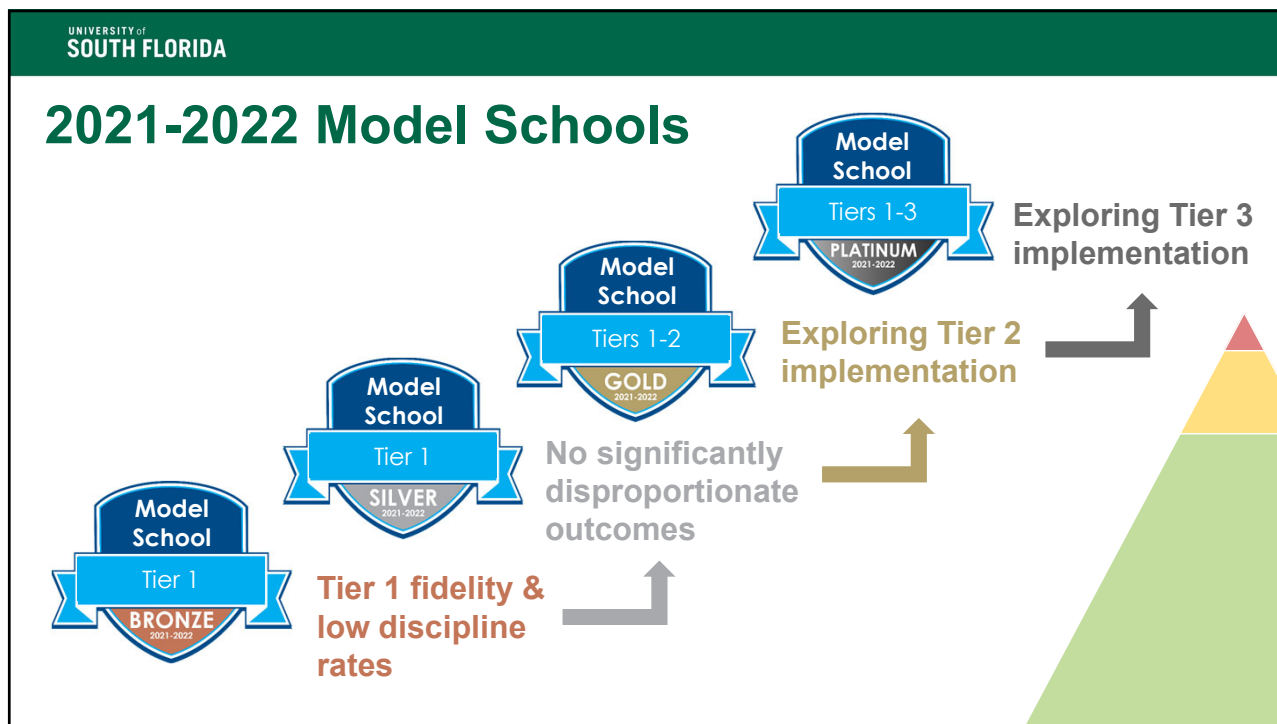 UNIVERSITY of
SOUTH FLORIDA
2021-2022 Model Schools
Model
School
Tiers 1-3
PLATINUM
2021-2022
Exploring Tier 3
implementation
Model
School
Tiers 1-2
GOLD
2021-2022
Exploring Tier 2
implementation
Model
School
Tier 1
SILVER
2021-2022
No significantly
disproportionate
outcomes
Model
School
Tier 1
BRONZE
2021-2022
Tier 1 fidelity &
low discipline
rates